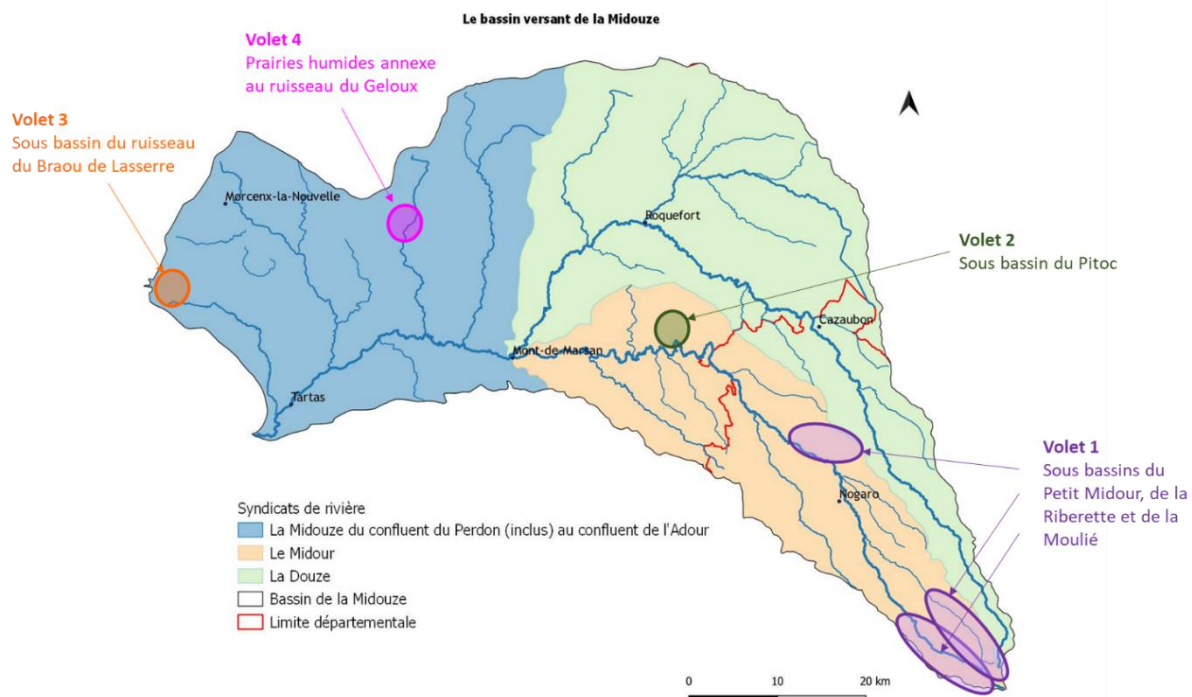 Le bassin versant de la Midouze
Volet 4
Prairies humides annexe
au ruisseau du Geloux
Volet 3
Sous bassin du ruisseau
du Braou de Lasserre
Morcenx-la-Nouvelle
Roquefort
Volet 2
Sous bassin du Pitoc
Cazaubon
Mont-de-Marsan
Tartas
Volet 1
Sous bassins du
Petit Midour, de la
Riberette et de la
Moulié
Nogaro
Syndicats de rivière
La Midouze du confluent du Perdon (inclus) au confluent de l'Adour
Le Midour
La Douze
Bassin de la Midouze
Limite départementale
0 10 20 km